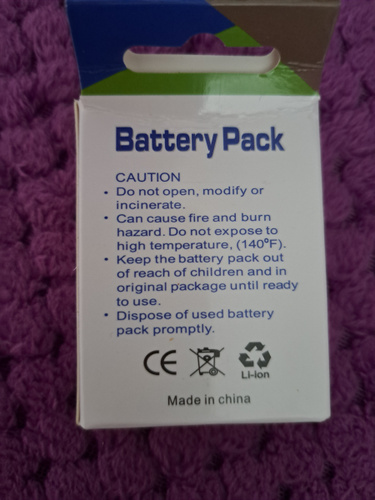 Battery Pack
CAUTION
• Do not open, modify or
incinerate.
• Can cause fire and burn
hazard. Do not expose to
high temperature, (140°F).
• Keep the battery pack out
of reach of children and in
original package until ready
to use.
• Dispose of used battery
pack promptly.
CE
Li-ion
Made in china